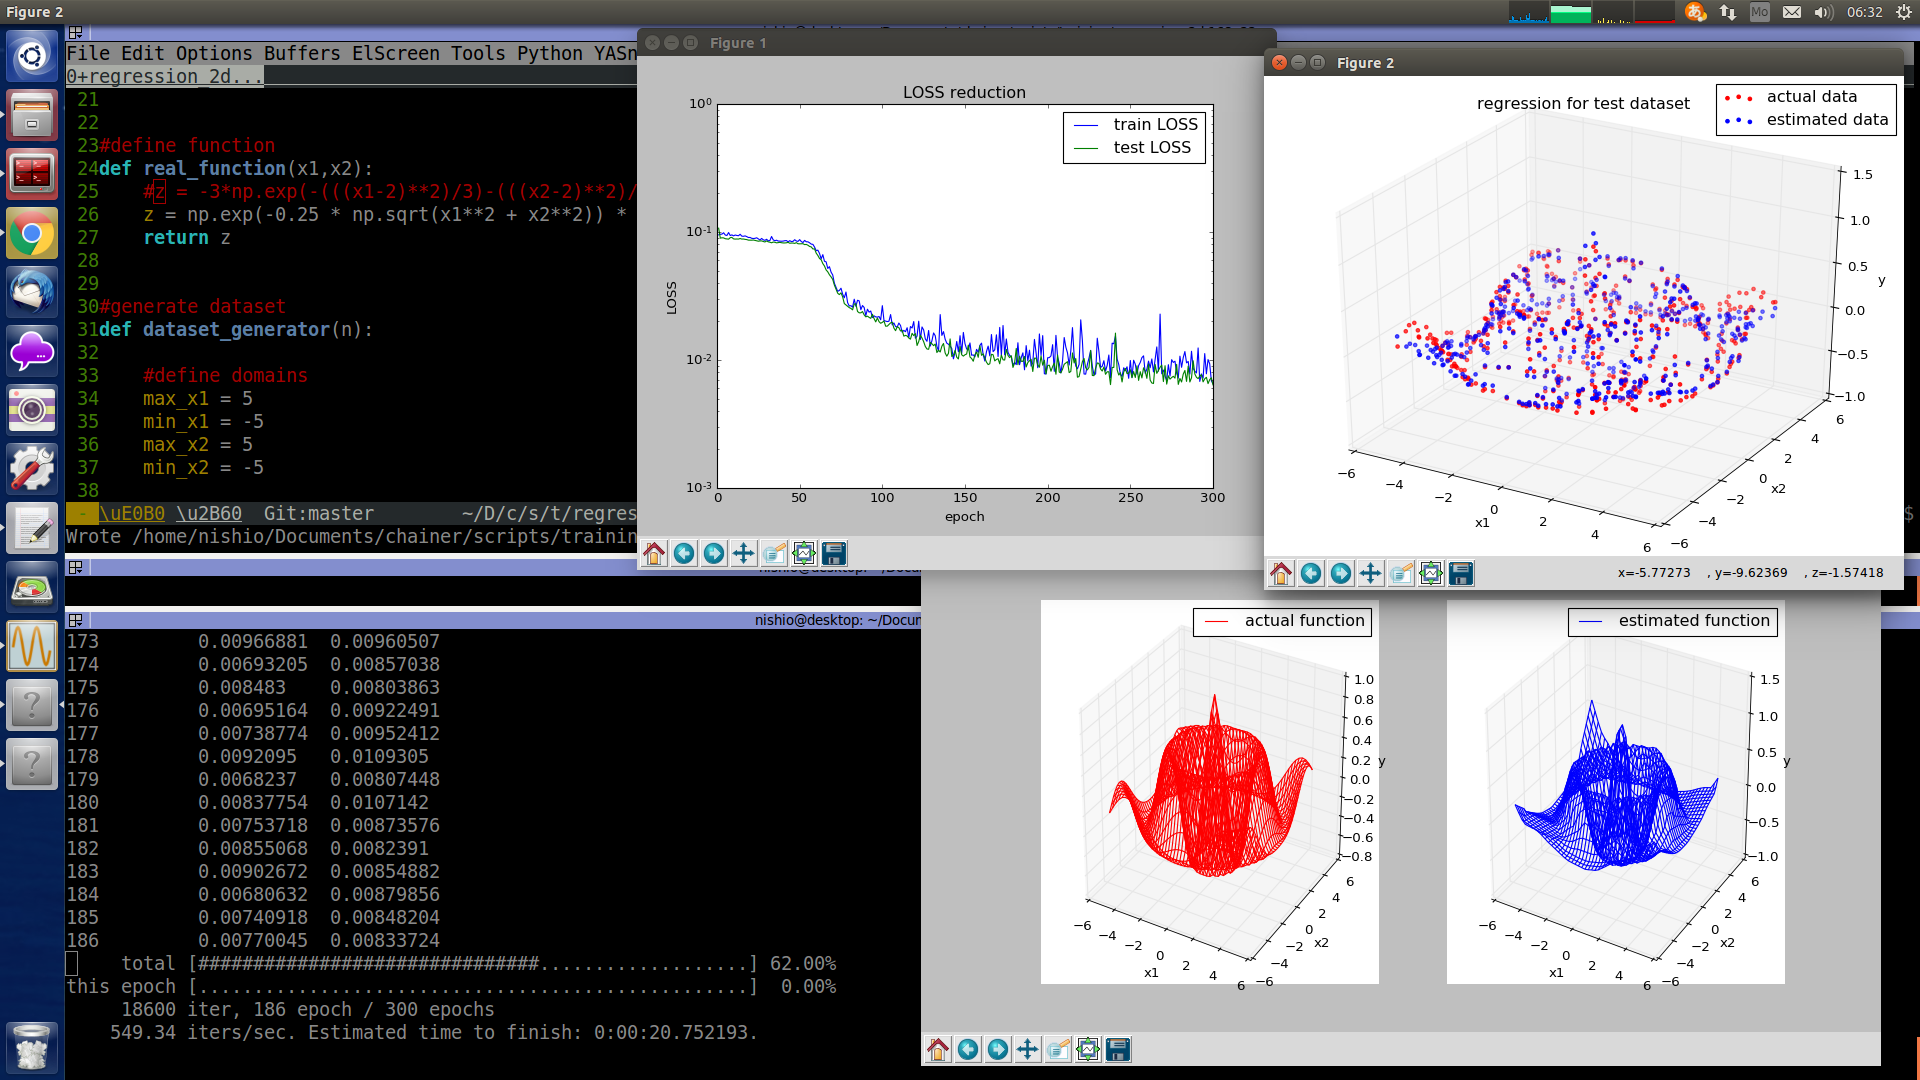 Figure 2
Mo
06:32
File Edit Options Buffers ElScreen Tools Python YASn
0+regression_2d...
21
22
23#define function
24def real_function(x1,x2):
25 #z = -3*np.exp(-(((x1-2)**2)/3)-(((x2-2)**2)/
26 z = np.exp(-0.25 * np.sqrt(x1**2 + x2**2)) *
27 return z
28
29
30#generate dataset
31def dataset_generator(n):
32
33 #define domains
34 max_x1 = 5
35 min_x1 = -5
36 max_x2 = 5
37 min_x2 = -5
38
- \uE0B0 \u2B60 Git:master ~/D/c/s/t/regres
Wrote /home/nishio/Documents/chainer/scripts/trainin
$
Figure 1
LOSS reduction
train LOSS
test LOSS
10^0
10^-1
10^-2
10^-3
LOSS
0 50 100 150 200 250 300
epoch
Figure 2
regression for test dataset
actual data
estimated data
1.5
1.0
0.5
0.0
−0.5
−1.0
y
−6 −4 −2 0 2 4 6
x1
−6 −4 −2 0 2 4 6
x2
x=-5.77273 , y=-9.62369 , z=-1.57418
nishio@desktop: ~/Docum
173 0.00966881 0.00960507
174 0.00693205 0.00857038
175 0.008483 0.00803863
176 0.00695164 0.00922491
177 0.00738774 0.00952412
178 0.0092095 0.0109305
179 0.0068237 0.00807448
180 0.00837754 0.0107142
181 0.00753718 0.00873576
182 0.00855068 0.0082391
183 0.00902672 0.00854882
184 0.00680632 0.00879856
185 0.00740918 0.00848204
186 0.00770045 0.00833724
total [###############################...................] 62.00%
this epoch [..................................................] 0.00%
18600 iter, 186 epoch / 300 epochs
549.34 iters/sec. Estimated time to finish: 0:00:20.752193.
actual function
1.0
0.8
0.6
0.4
0.2
0.0
−0.2
−0.4
−0.6
−0.8
y
−6 −4 −2 0 2 4 6
x1
−6 −4 −2 0 2 4 6
x2
estimated function
1.5
1.0
0.5
0.0
−0.5
−1.0
y
−6 −4 −2 0 2 4 6
x1
−6 −4 −2 0 2 4 6
x2